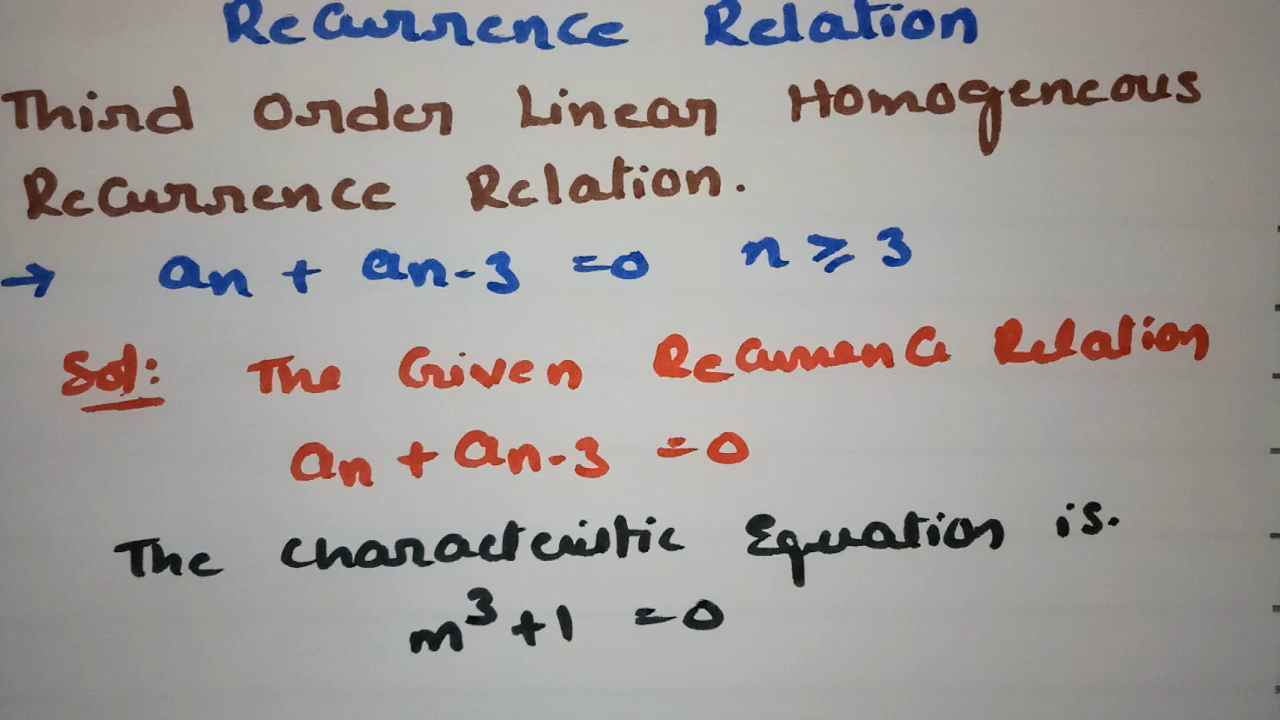 Recurrence Relation
Third Order Linear Homogeneous
Recurrence Relation.
→ an + an-3 =0 n ≥ 3
Sol: The Given Recurrence Relation
an + an-3 =0
The characteristic Equation is.
m³+1 =0